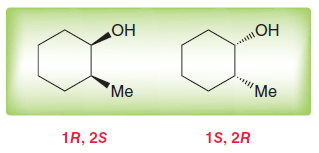 OH OH
Me Me
1R, 2S 1S, 2R